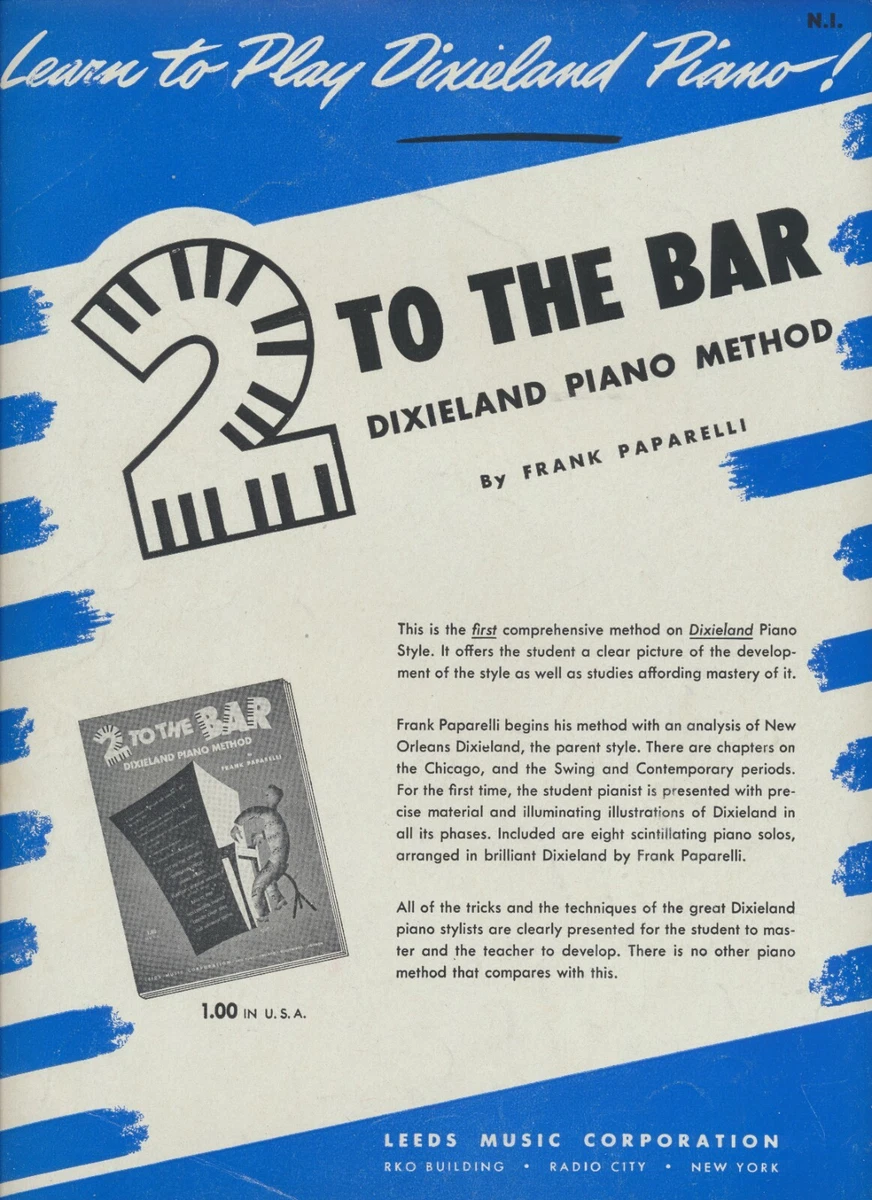 N.I.
Learn to Play Dixieland Piano!
2 TO THE BAR
DIXIELAND PIANO METHOD
By FRANK PAPARELLI
This is the first comprehensive method on Dixieland Piano
Style. It offers the student a clear picture of the develop-
ment of the style as well as studies affording mastery of it.
Frank Paparelli begins his method with an analysis of New
Orleans Dixieland, the parent style. There are chapters on
the Chicago, and the Swing and Contemporary periods.
For the first time, the student pianist is presented with pre-
cise material and illuminating illustrations of Dixieland in
all its phases. Included are eight scintillating piano solos,
arranged in brilliant Dixieland by Frank Paparelli.
All of the tricks and the techniques of the great Dixieland
piano stylists are clearly presented for the student to mas-
ter and the teacher to develop. There is no other piano
method that compares with this.
2 TO THE BAR
DIXIELAND PIANO METHOD
FRANK PAPARELLI
LEEDS MUSIC CORPORATION
1.00 IN U.S.A.
LEEDS MUSIC CORPORATION
RKO BUILDING • RADIO CITY • NEW YORK